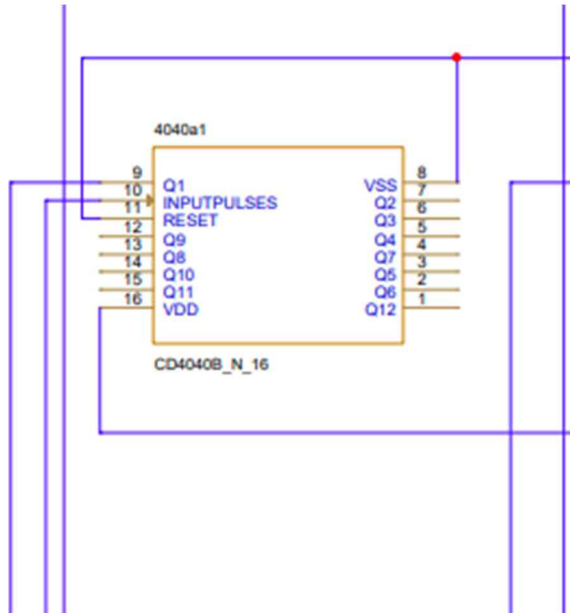 4040a1
9 Q1 VSS 8
10 INPUTPULSES Q2 7
11 RESET Q3 6
12 Q9 Q4 5
13 Q8 Q7 4
14 Q10 Q5 3
15 Q11 Q6 2
16 VDD Q12 1
CD4040B_N_16